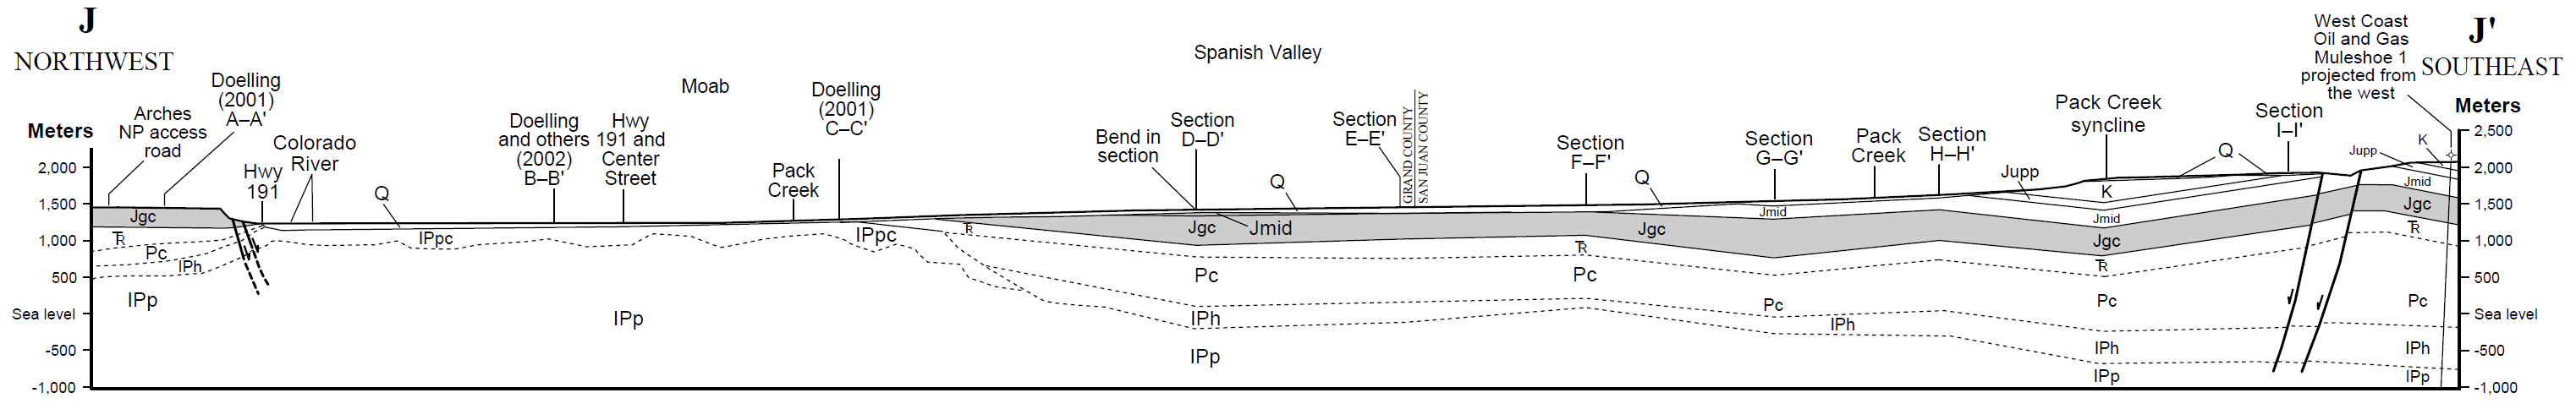 J
NORTHWEST
Spanish Valley
Moab
West Coast
Oil and Gas
Muleshoe 1
projected from
the west
J'
SOUTHEAST
Meters
Meters
Arches
NP access
road
Doelling
(2001)
A–A'
Hwy
191
Colorado
River
Q
Doelling
and others
(2002)
B–B'
Hwy
191 and
Center
Street
Pack
Creek
Doelling
(2001)
C–C'
Bend in
section
Section
D–D'
Q
Section
E–E'
GRAND COUNTY
SAN JUAN COUNTY
Section
F–F'
Q
Section
G–G'
Pack
Creek
Section
H–H'
Jupp
Pack Creek
syncline
Q
Section
I–I'
Jupp
K
2,000
1,500
1,000
500
Sea level
-500
-1,000
2,500
2,000
1,500
1,000
500
Sea level
-500
-1,000
Jgc
TR
Pc
IPh
IPp
IPpc
IPp
IPpc
TR
Jgc
Jmid
Pc
IPh
IPp
TR
Pc
Jgc
Jmid
Pc
IPh
K
Jmid
Jgc
TR
Pc
IPh
IPp
Jmid
Jgc
TR
Pc
IPh
IPp